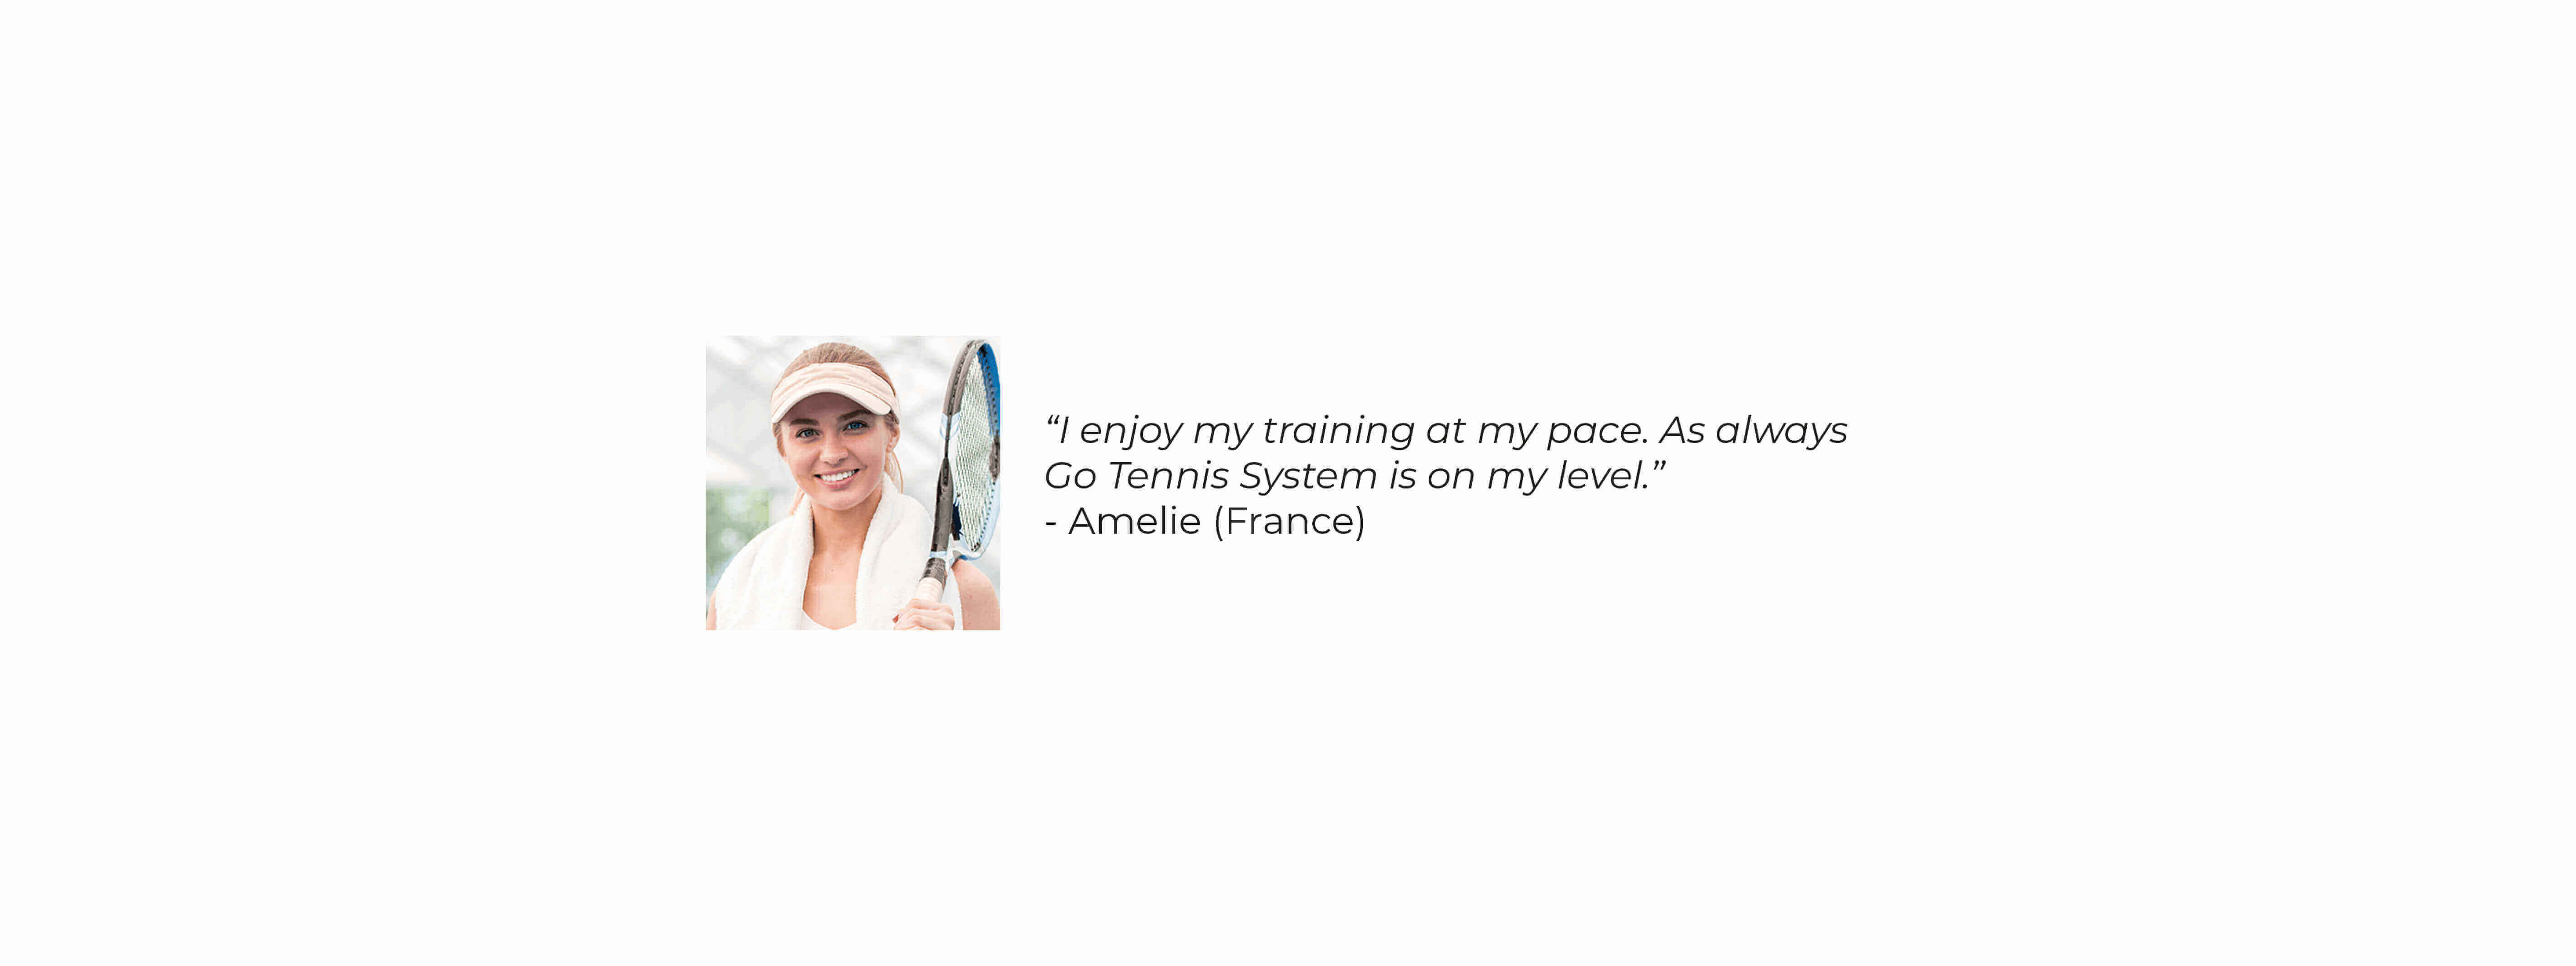 “I enjoy my training at my pace. As always
Go Tennis System is on my level.”
- Amelie (France)